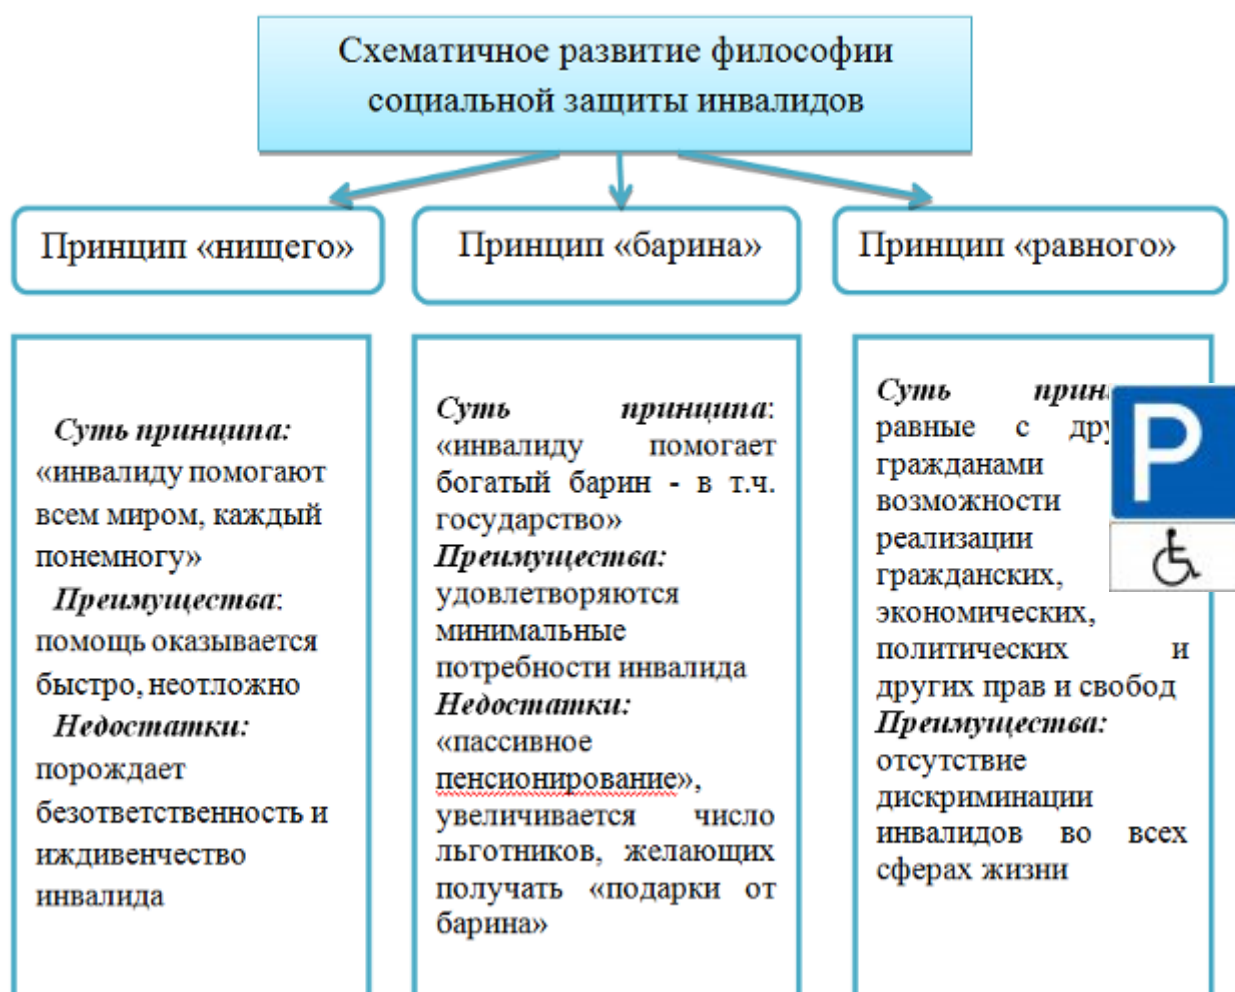 Схематичное развитие философии
социальной защиты инвалидов
Принцип «нищего»
Принцип «барина»
Принцип «равного»
Суть принципа:
«инвалиду помогают
всем миром, каждый
понемногу»
Преимущества:
помощь оказывается
быстро, неотложно
Недостатки:
порождает
безответственность и
иждивенчество
инвалида
Суть принципа:
«инвалиду помогает
богатый барин - в т.ч.
государство»
Преимущества:
удовлетворяются
минимальные
потребности инвалида
Недостатки:
«пассивное
пенсионирование»,
увеличивается число
льготников, желающих
получать «подарки от
барина»
Суть
равные с
гражданами
возможности
реализации
гражданских,
экономических,
политических и
других прав и свобод
Преимущества:
отсутствие
дискриминации
инвалидов во всех
сферах жизни
P